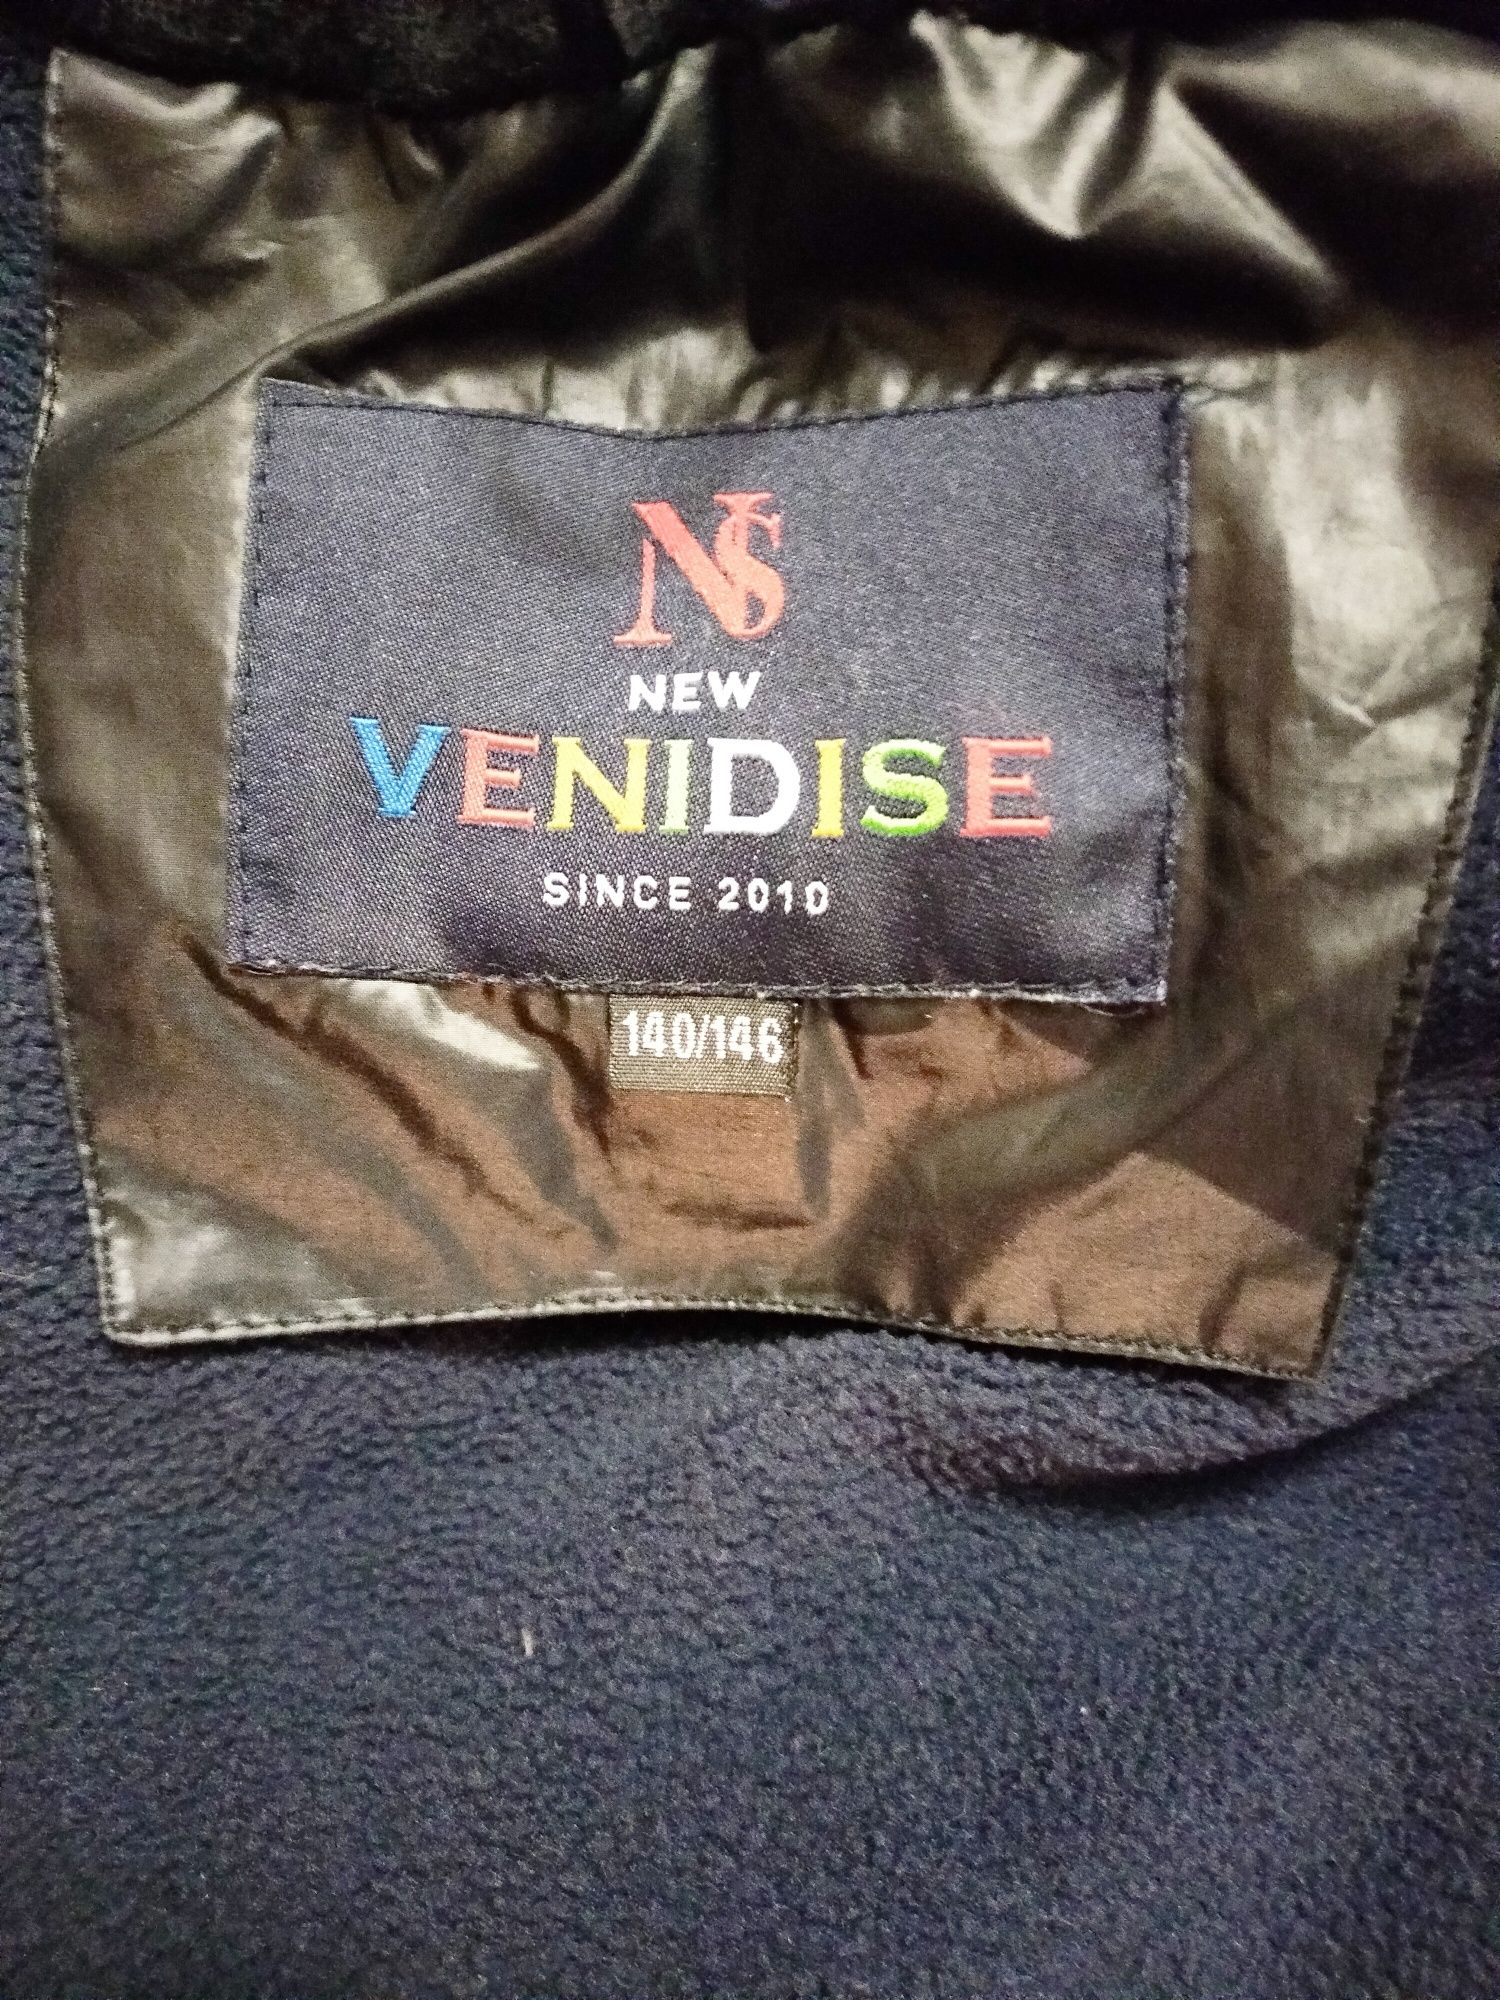 NS
NEW
VENIDISE
SINCE 2010
140/146